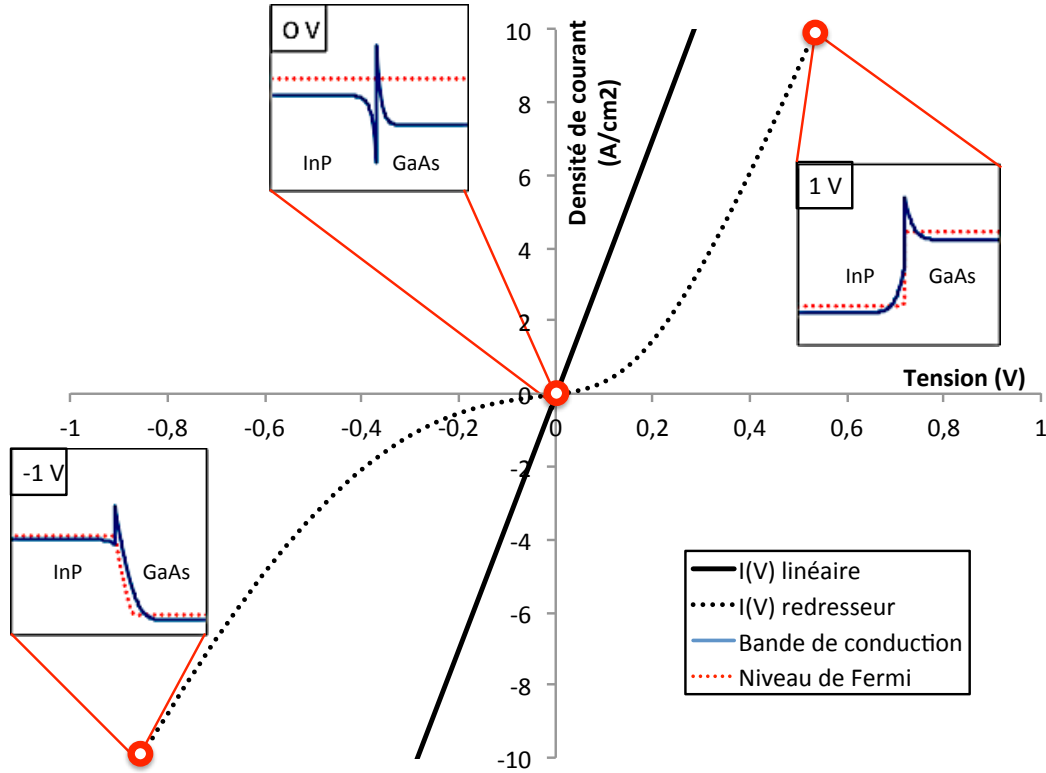 0 V
InP
GaAs
Densité de courant
(A/cm2)
10
8
6
4
2
0
-2
-4
-6
-8
-10
1 V
InP
GaAs
Tension (V)
-1
-0,8
-0,6
-0,4
-0,2
0
0,2
0,4
0,6
0,8
1
-1 V
InP
GaAs
I(V) linéaire
I(V) redresseur
Bande de conduction
Niveau de Fermi